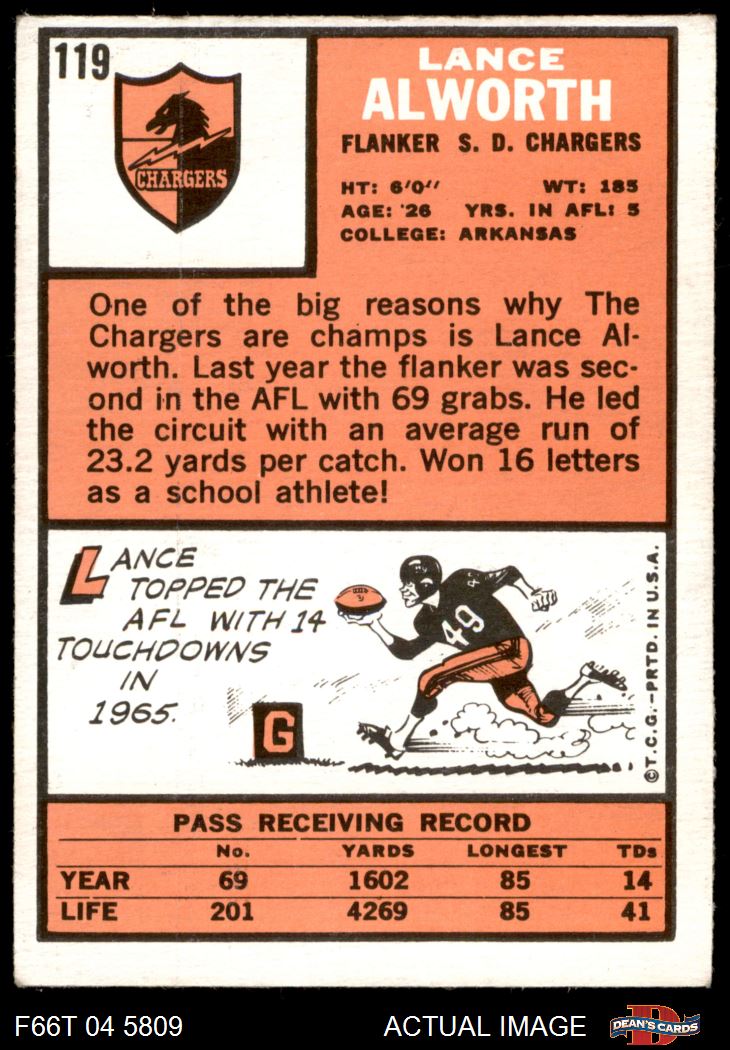 119
CHARGERS
LANCE
ALWORTH
FLANKER S. D. CHARGERS
HT: 6'0" WT: 185
AGE: '26 YRS. IN AFL: 5
COLLEGE: ARKANSAS
One of the big reasons why The
Chargers are champs is Lance Al-
worth. Last year the flanker was sec-
ond in the AFL with 69 grabs. He led
the circuit with an average run of
23.2 yards per catch. Won 16 letters
as a school athlete!
LANCE
TOPPED THE
AFL WITH 14
TOUCHDOWNS
IN
1965.
49
49
G
©T.C.G.-PRTD. IN U.S.A.
PASS RECEIVING RECORD
No. YARDS LONGEST TDs
YEAR 69 1602 85 14
LIFE 201 4269 85 41
F66T 04 5809
ACTUAL IMAGE
D
DEAN'S CARDS